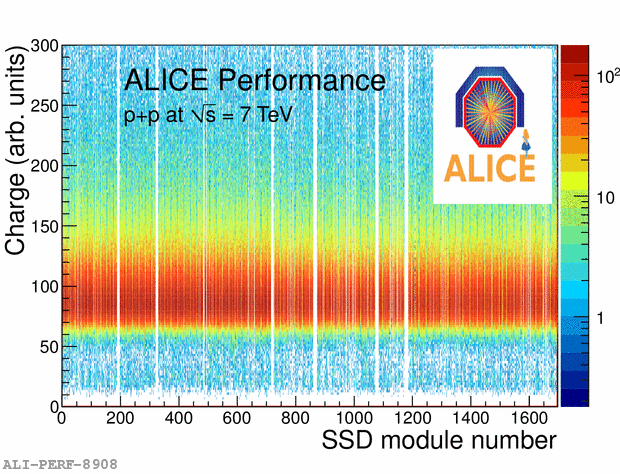 ALICE Performance
p+p at √s = 7 TeV
ALICE
Charge (arb. units)
300
250
200
150
100
50
0
0 200 400 600 800 1000 1200 1400 1600
SSD module number
10²
10
1
ALI-PERF-8908